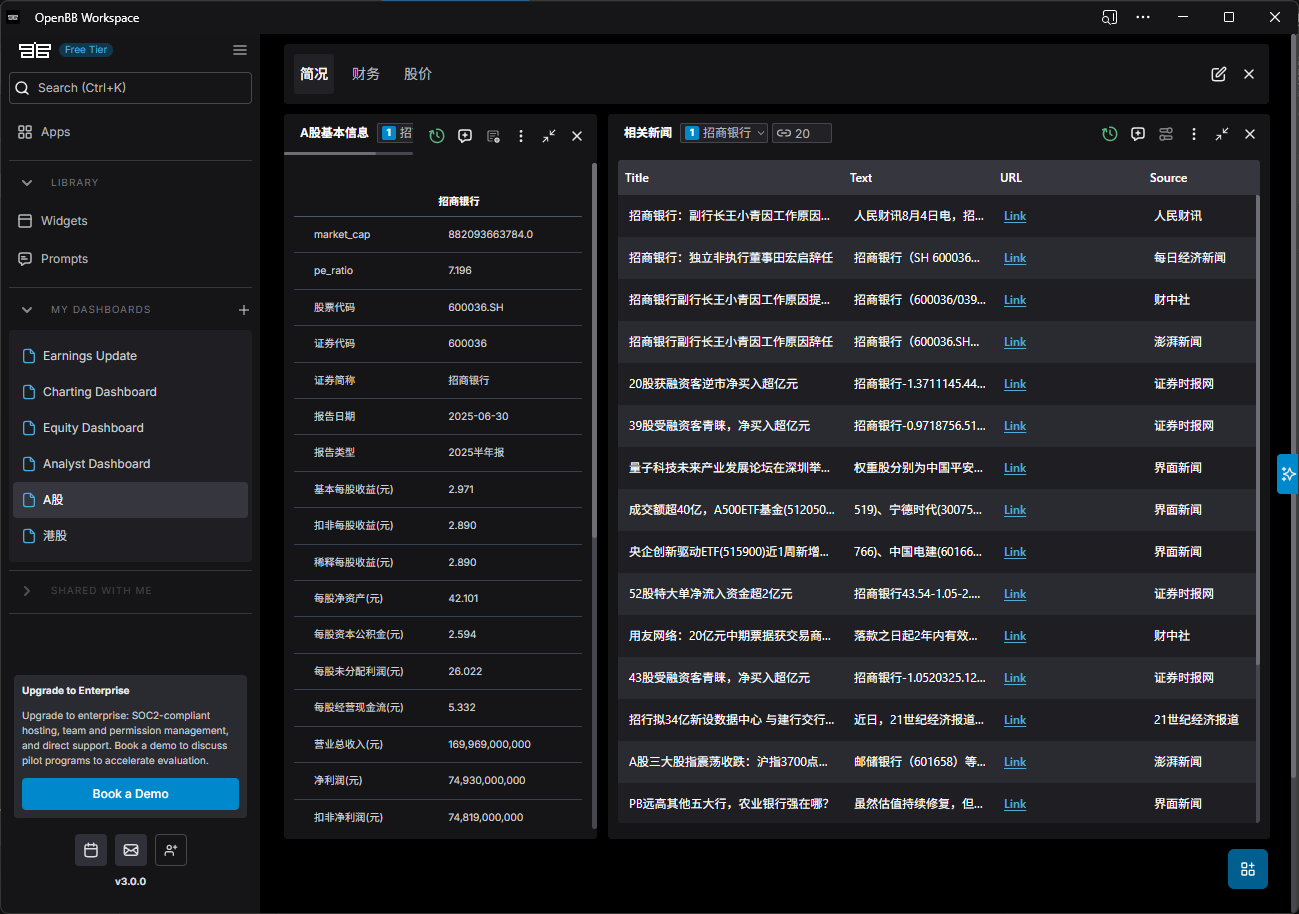 OpenBB Workspace
Free Tier
Search (Ctrl+K)
Apps
LIBRARY
Widgets
Prompts
MY DASHBOARDS
Earnings Update
Charting Dashboard
Equity Dashboard
Analyst Dashboard
A股
港股
SHARED WITH ME
Upgrade to Enterprise
Upgrade to enterprise: SOC2-compliant
hosting, team and permission management,
and direct support. Book a demo to discuss
pilot programs to accelerate evaluation.
Book a Demo
v3.0.0
简况 财务 股价
A股基本信息 1 招
招商银行
market_cap 882093663784.0
pe_ratio 7.196
股票代码 600036.SH
证券代码 600036
证券简称 招商银行
报告日期 2025-06-30
报告类型 2025半年报
基本每股收益(元) 2.971
扣非每股收益(元) 2.890
稀释每股收益(元) 2.890
每股净资产(元) 42.101
每股资本公积金(元) 2.594
每股未分配利润(元) 26.022
每股经营现金流(元) 5.332
营业总收入(元) 169,969,000,000
净利润(元) 74,930,000,000
扣非净利润(元) 74,819,000,000
相关新闻 1 招商银行 20
Title Text URL Source
招商银行：副行长王小青因工作原因... 人民财讯8月4日电，招... Link 人民财讯
招商银行：独立非执行董事田宏启辞任 招商银行（SH 600036... Link 每日经济新闻
招商银行副行长王小青因工作原因提... 招商银行（600036/039... Link 财中社
招商银行副行长王小青因工作原因辞任 招商银行（600036.SH... Link 澎湃新闻
20股获融资客逆市净买入超亿元 招商银行-1.3711145.44... Link 证券时报网
39股受融资客青睐，净买入超亿元 招商银行-0.9718756.51... Link 证券时报网
量子科技未来产业发展论坛在深圳举... 权重股分别为中国平安... Link 界面新闻
成交额超40亿，A500ETF基金(512050... 519)、宁德时代(30075... Link 界面新闻
央企创新驱动ETF(515900)近1周新增... 766)、中国电建(60166... Link 界面新闻
52股特大单净流入资金超2亿元 招商银行43.54-1.05-2.... Link 证券时报网
用友网络：20亿元中期票据获交易商... 落款之日起2年内有效... Link 财中社
43股受融资客青睐，净买入超亿元 招商银行-1.0520325.12... Link 证券时报网
招行拟34亿新设数据中心 与建行交行... 近日，21世纪经济报道... Link 21世纪经济报道
A股三大股指震荡收跌：沪指3700点... 邮储银行（601658）等... Link 澎湃新闻
PB远高其他五大行，农业银行强在哪？ 虽然估值持续修复，但... Link 界面新闻